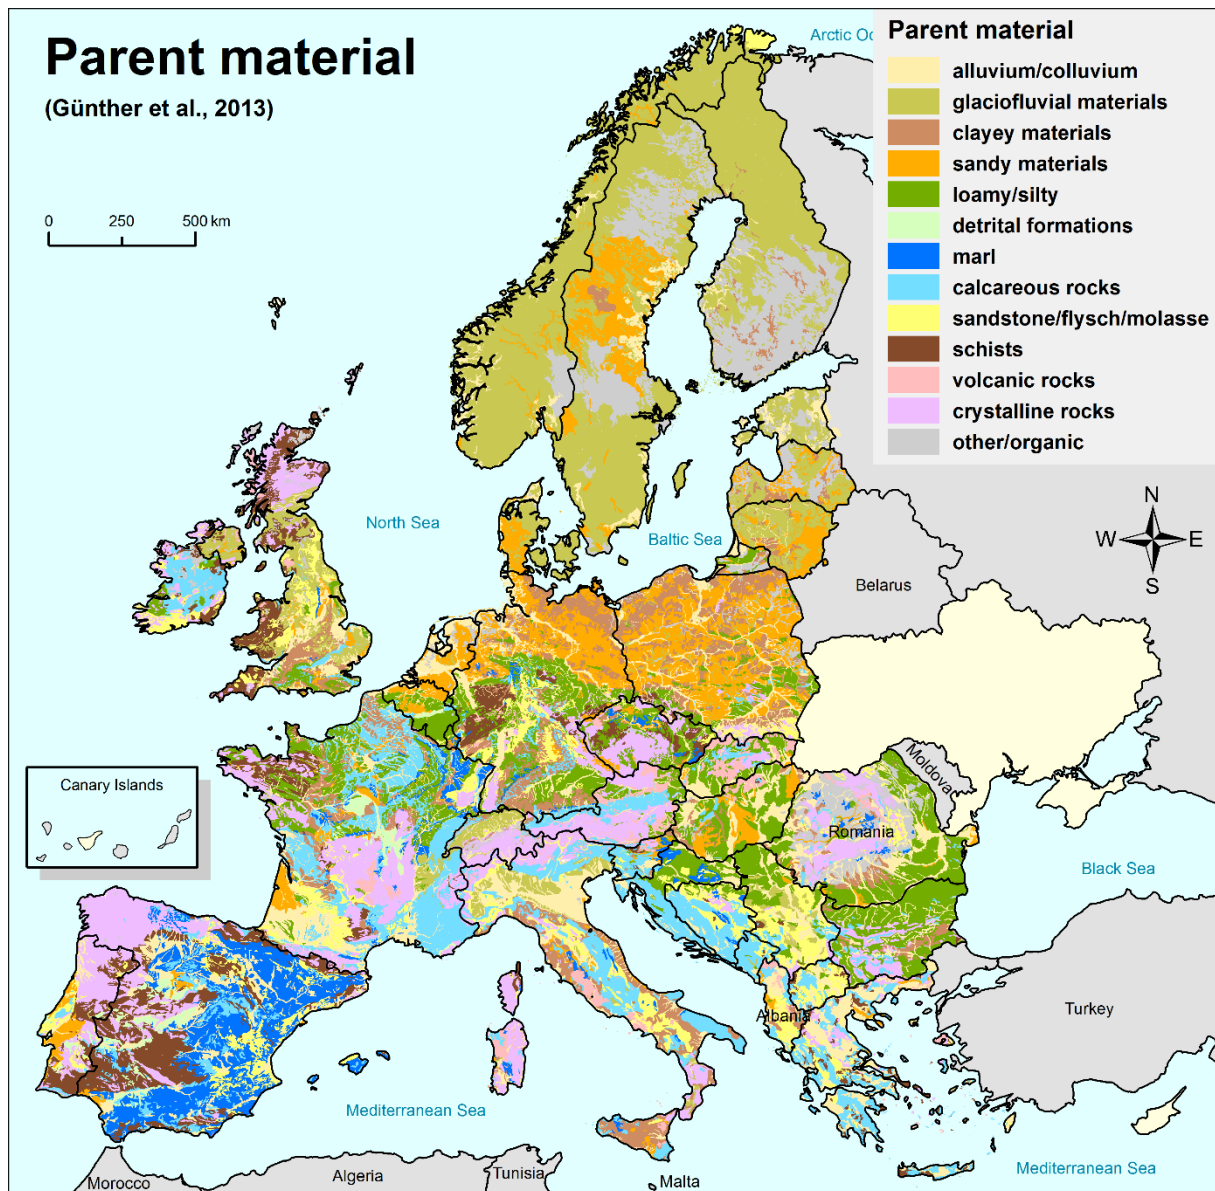 Parent material
(Günther et al., 2013)
0 250 500 km
Arctic Oc
Parent material
alluvium/colluvium
glaciofluvial materials
clayey materials
sandy materials
loamy/silty
detrital formations
marl
calcareous rocks
sandstone/flysch/molasse
schists
volcanic rocks
crystalline rocks
other/organic
N
W E
S
North Sea
Baltic Sea
Belarus
Moldova
Romania
Canary Islands
Black Sea
Albania
Turkey
Mediterranean Sea
Mediterranean Sea
Morocco
Algeria
Tunisia
Malta